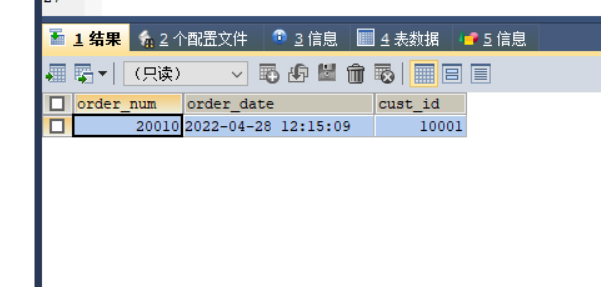 1 结果 2 个配置文件 3 信息 4 表数据 5 信息
(只读)
order_num order_date cust_id
20010 2022-04-28 12:15:09 10001